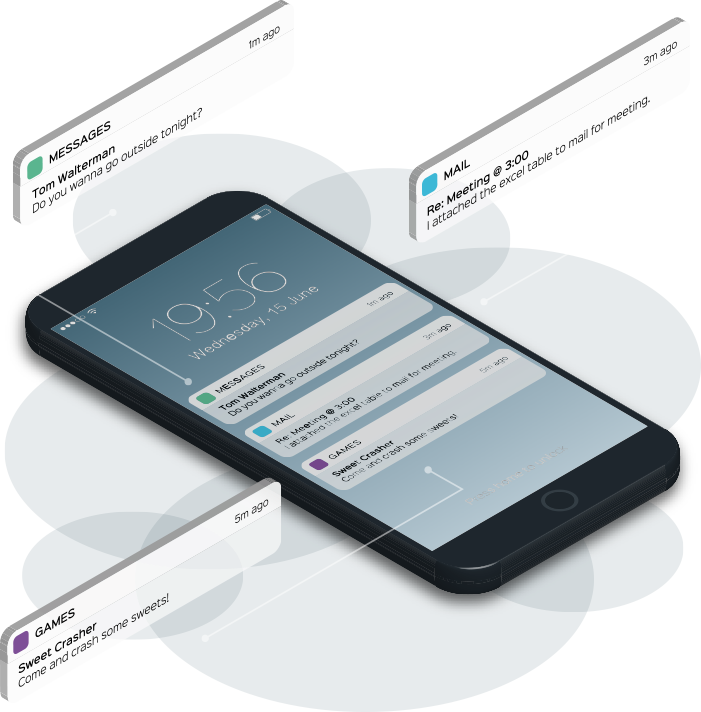 1m ago
MESSAGES
Tom Walterman
Do you wanna go outside tonight?
3m ago
MAIL
Re: Meeting @ 3:00
I attached the excel table to mail for meeting.
19:56
Wednesday, 15 June
1m ago
MESSAGES
Tom Walterman
Do you wanna go outside tonight?
3m ago
MAIL
Re: Meeting @ 3:00
I attached the excel table to mail for meeting.
5m ago
GAMES
Sweet Crasher
Come and crash some sweets!
5m ago
GAMES
Sweet Crasher
Come and crash some sweets!